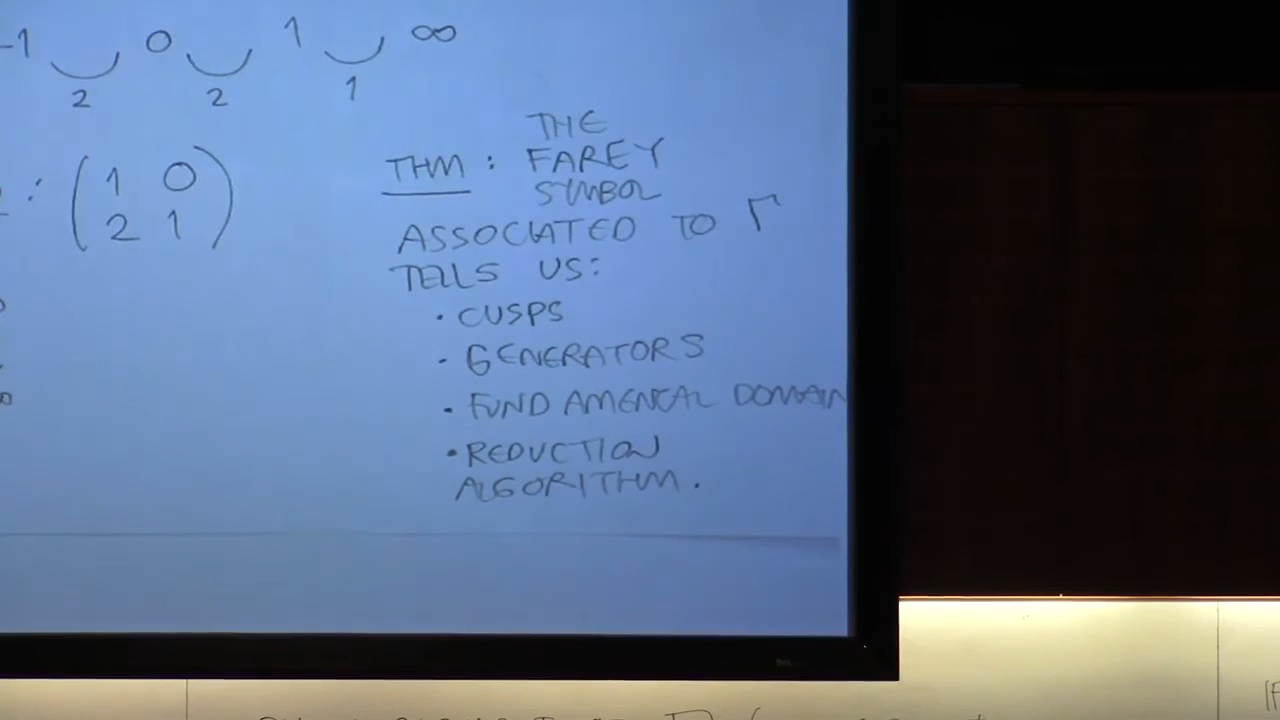 -1 0 1 ∞
2 2 1
: (1 0
2 1)
THM : THE
FAREY
SYMBOL
ASSOCIATED TO Γ
TELLS US:
• CUSPS
• GENERATORS
• FUNDAMENTAL DOMAIN
• REDUCTION
ALGORITHM.